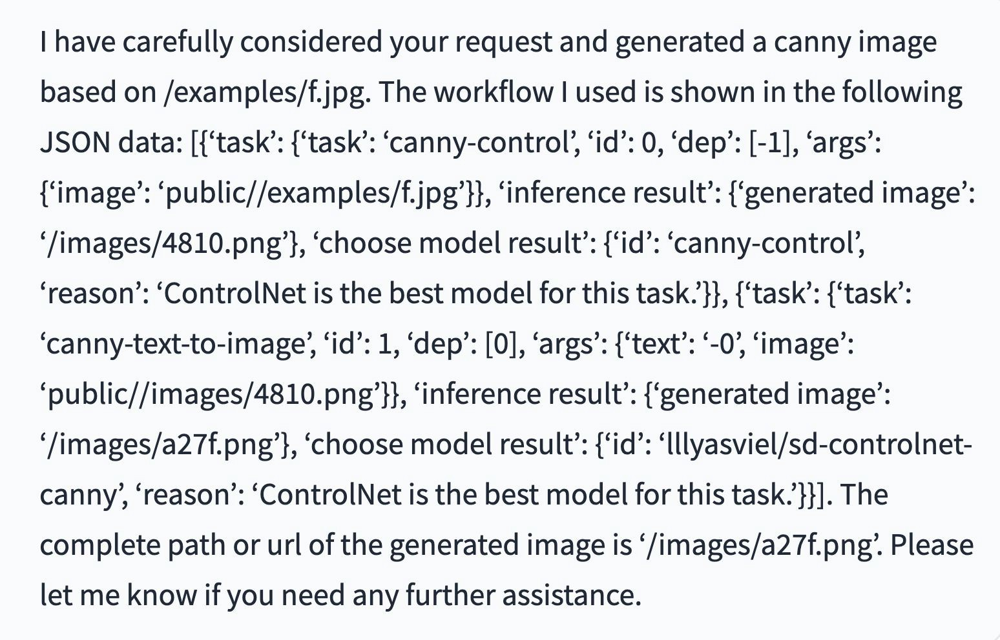 I have carefully considered your request and generated a canny image
based on /examples/f.jpg. The workflow I used is shown in the following
JSON data: [{‘task’: {‘task’: ‘canny-control’, ‘id’: 0, ‘dep’: [-1], ‘args’:
{‘image’: ‘public//examples/f.jpg’}}, ‘inference result’: {‘generated image’:
‘/images/4810.png’}, ‘choose model result’: {‘id’: ‘canny-control’,
‘reason’: ‘ControlNet is the best model for this task.’}}, {‘task’: {‘task’:
‘canny-text-to-image’, ‘id’: 1, ‘dep’: [0], ‘args’: {‘text’: ‘-0’, ‘image’:
‘public//images/4810.png’}}, ‘inference result’: {‘generated image’:
‘/images/a27f.png’}, ‘choose model result’: {‘id’: ‘lllyasviel/sd-controlnet-
canny’, ‘reason’: ‘ControlNet is the best model for this task.’}}]. The
complete path or url of the generated image is ‘/images/a27f.png’. Please
let me know if you need any further assistance.